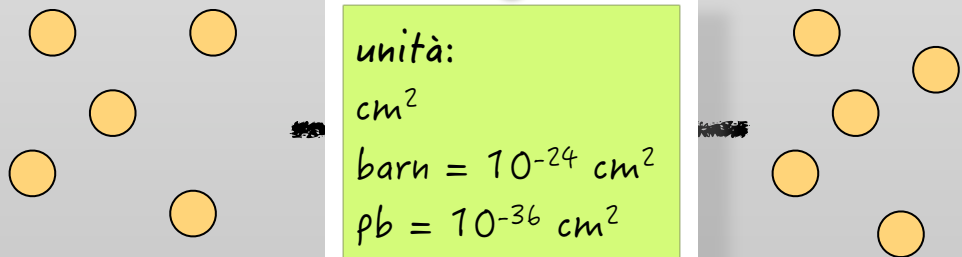 unità:
cm²
barn = 10⁻²⁴ cm²
pb = 10⁻³⁶ cm²